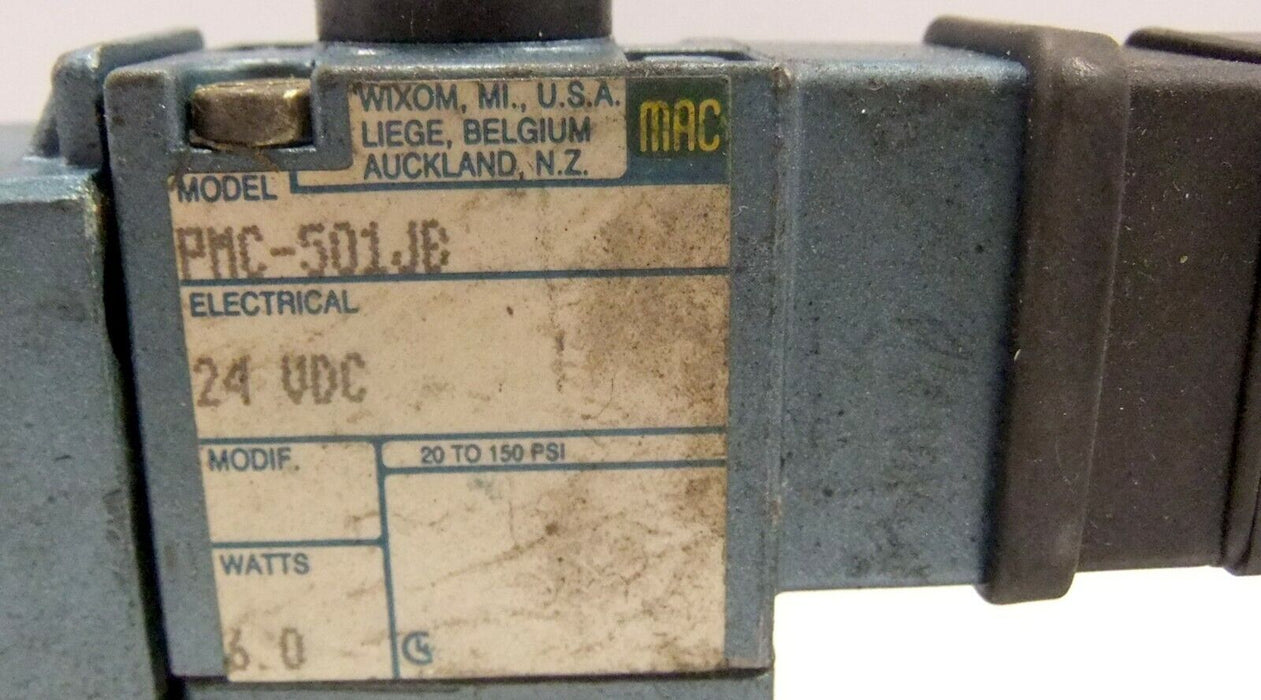 WIXOM, MI., U.S.A.
LIEGE, BELGIUM
AUCKLAND, N.Z.
MAC
MODEL
PMC-501JB
ELECTRICAL
24 VDC
MODIF.
20 TO 150 PSI
WATTS
6.0